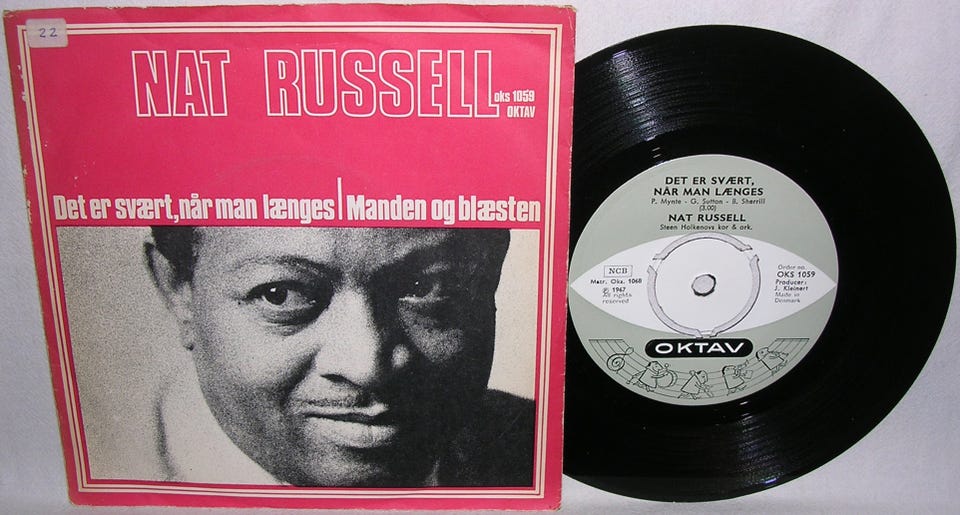 22
NAT RUSSELL
oks 1059
OKTAV
Det er svært, når man længes | Manden og blæsten
DET ER SVÆRT,
NÅR MAN LÆNGES
P. Mynte - G. Sutton - B. Sherrill
(3.00)
NAT RUSSELL
Steen Holkenovs kor & ork.
NCB
Matr. Oks. 1068
℗ 1967
All rights
reserved
Order no.
OKS 1059
Producer:
J. Kleinert
Made in
Denmark
OKTAV